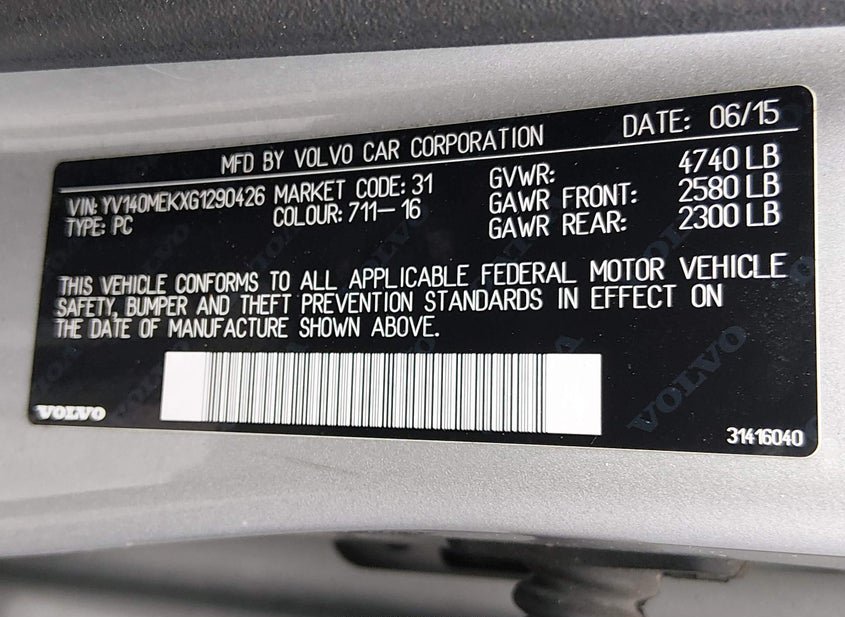 MFD BY VOLVO CAR CORPORATION DATE: 06/15
VIN: YV140MEKXG1290426 MARKET CODE: 31 GVWR: 4740 LB
TYPE: PC COLOUR: 711-16 GAWR FRONT: 2580 LB
GAWR REAR: 2300 LB
THIS VEHICLE CONFORMS TO ALL APPLICABLE FEDERAL MOTOR VEHICLE
SAFETY, BUMPER AND THEFT PREVENTION STANDARDS IN EFFECT ON
THE DATE OF MANUFACTURE SHOWN ABOVE.
VOLVO
VOLVO
31416040